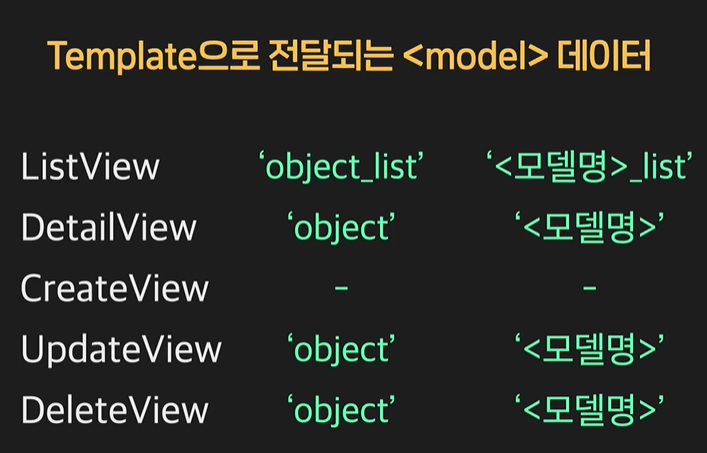 Template으로 전달되는 <model> 데이터
ListView ‘object_list’ ‘<모델명>_list’
DetailView ‘object’ ‘<모델명>’
CreateView - -
UpdateView ‘object’ ‘<모델명>’
DeleteView ‘object’ ‘<모델명>’